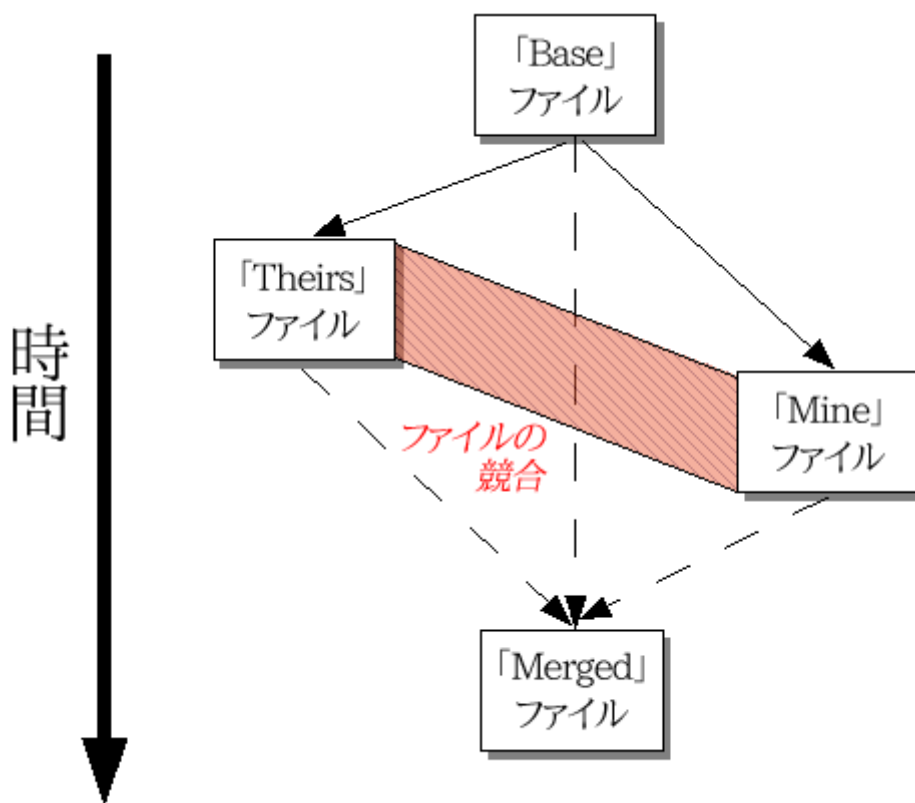 「Base」
ファイル
「Theirs」
ファイル
時間
「Mine」
ファイル
ファイルの
競合
「Merged」
ファイル